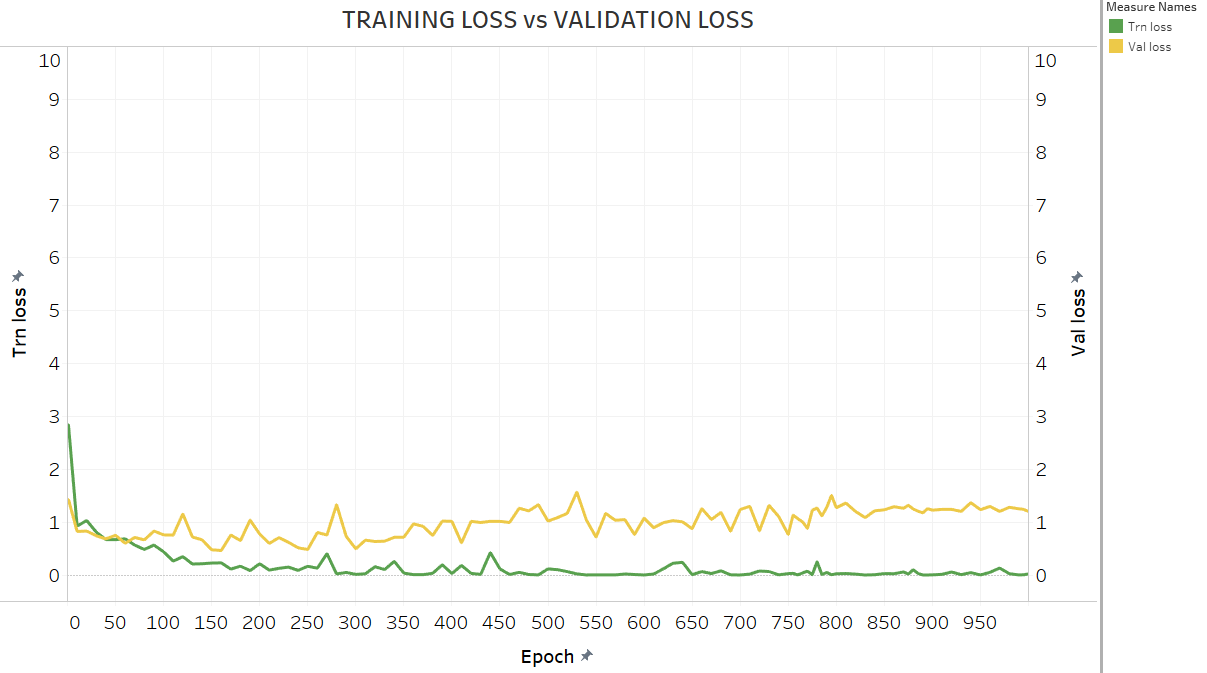 TRAINING LOSS vs VALIDATION LOSS
Measure Names
Trn loss
Val loss
10 10
9 9
8 8
7 7
6 6
5 5
4 4
3 3
2 2
1 1
0 0
Trn loss
Val loss
0 50 100 150 200 250 300 350 400 450 500 550 600 650 700 750 800 850 900 950
Epoch